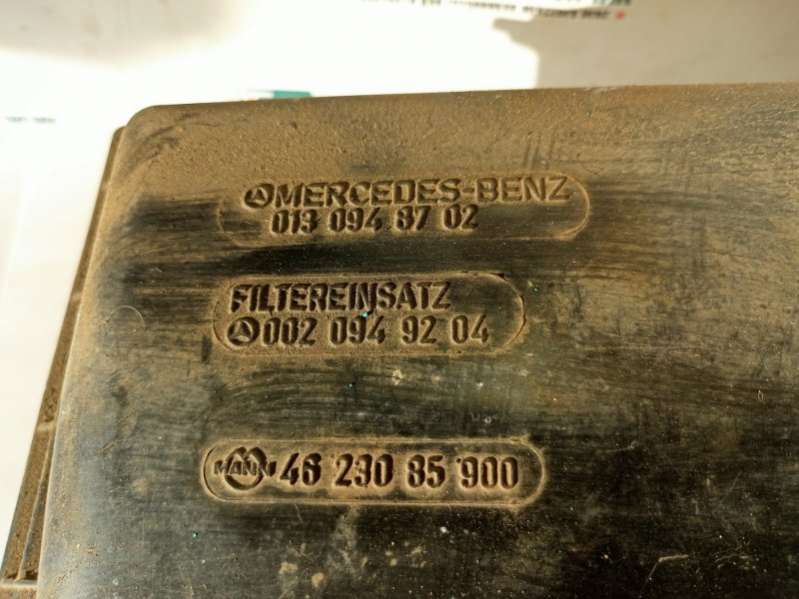 MERCEDES-BENZ
013 094 87 02
FILTEREINSATZ
002 094 92 04
MANN 46 230 85 900